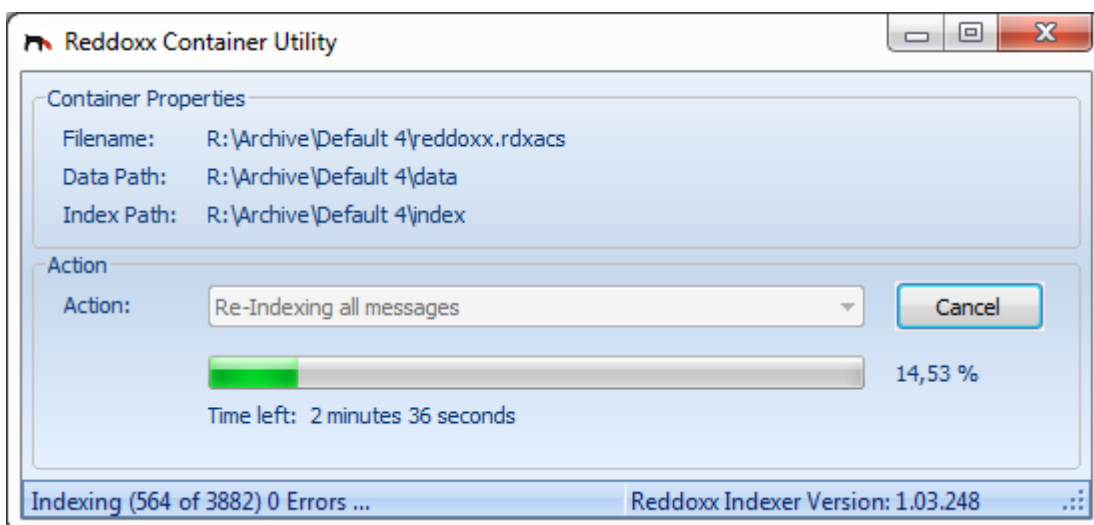 Reddoxx Container Utility
Container Properties
Filename: R:\Archive\Default 4\reddoxx.rdxacs
Data Path: R:\Archive\Default 4\data
Index Path: R:\Archive\Default 4\index
Action
Action: Re-Indexing all messages Cancel
14,53 %
Time left: 2 minutes 36 seconds
Indexing (564 of 3882) 0 Errors ... Reddoxx Indexer Version: 1.03.248